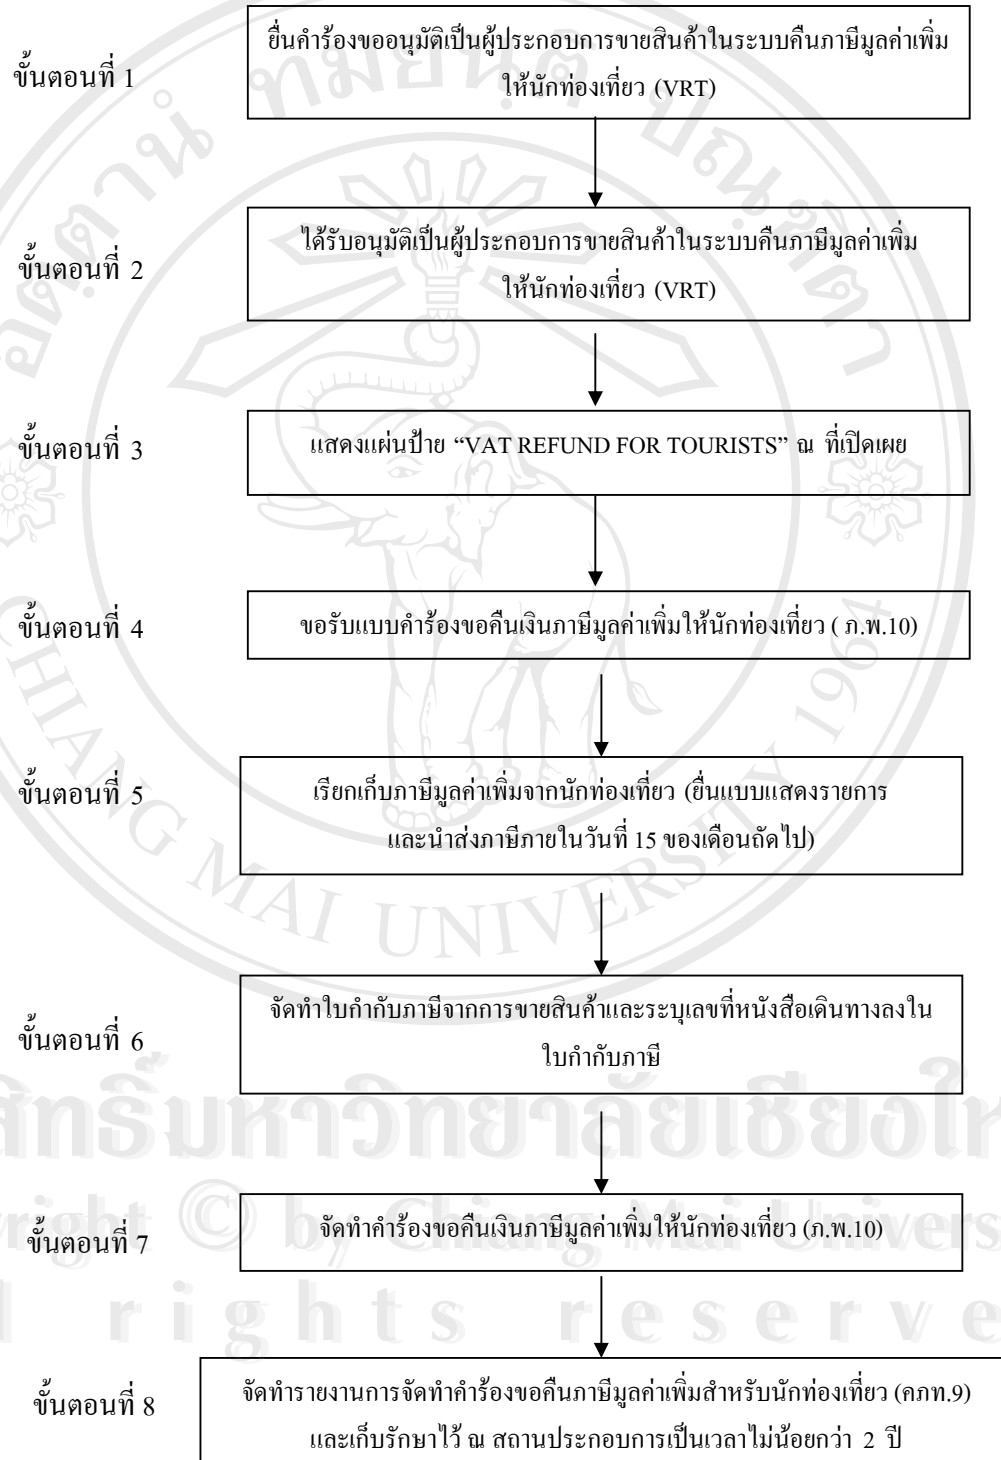 ขั้นตอนที่ 1
ยื่นคำร้องขออนุมัติเป็นผู้ประกอบการขายสินค้าในระบบคืนภาษีมูลค่าเพิ่ม
ให้นักท่องเที่ยว (VRT)
ขั้นตอนที่ 2
ได้รับอนุมัติเป็นผู้ประกอบการขายสินค้าในระบบคืนภาษีมูลค่าเพิ่ม
ให้นักท่องเที่ยว (VRT)
ขั้นตอนที่ 3
แสดงแผ่นป้าย “VAT REFUND FOR TOURISTS” ณ ที่เปิดเผย
ขั้นตอนที่ 4
ขอรับแบบคำร้องขอคืนเงินภาษีมูลค่าเพิ่มให้นักท่องเที่ยว ( ภ.พ.10)
ขั้นตอนที่ 5
เรียกเก็บภาษีมูลค่าเพิ่มจากนักท่องเที่ยว (ยื่นแบบแสดงรายการ
และนำส่งภาษีภายในวันที่ 15 ของเดือนถัดไป)
ขั้นตอนที่ 6
จัดทำใบกำกับภาษีจากการขายสินค้าและระบุเลขที่หนังสือเดินทางลงใน
ใบกำกับภาษี
ขั้นตอนที่ 7
จัดทำคำร้องขอคืนเงินภาษีมูลค่าเพิ่มให้นักท่องเที่ยว (ภ.พ.10)
ขั้นตอนที่ 8
จัดทำรายงานการจัดทำคำร้องขอคืนภาษีมูลค่าเพิ่มสำหรับนักท่องเที่ยว (คภท.9)
และเก็บรักษาไว้ ณ สถานประกอบการเป็นเวลาไม่น้อยกว่า 2 ปี
CHIANG MAI UNIVERSITY 1964
by Chiang Mai
rights